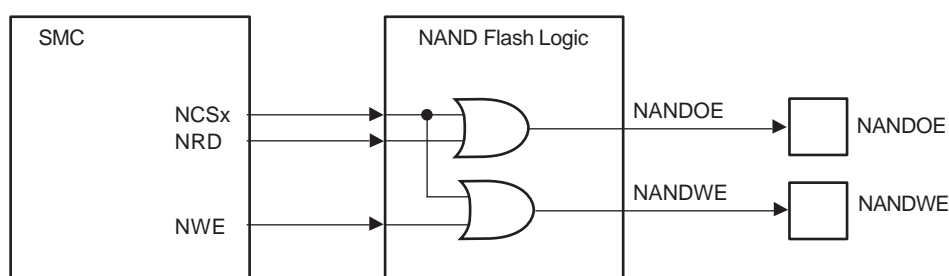 SMC
NAND Flash Logic
NCSx
NRD
NWE
NANDOE
NANDOE
NANDWE
NANDWE